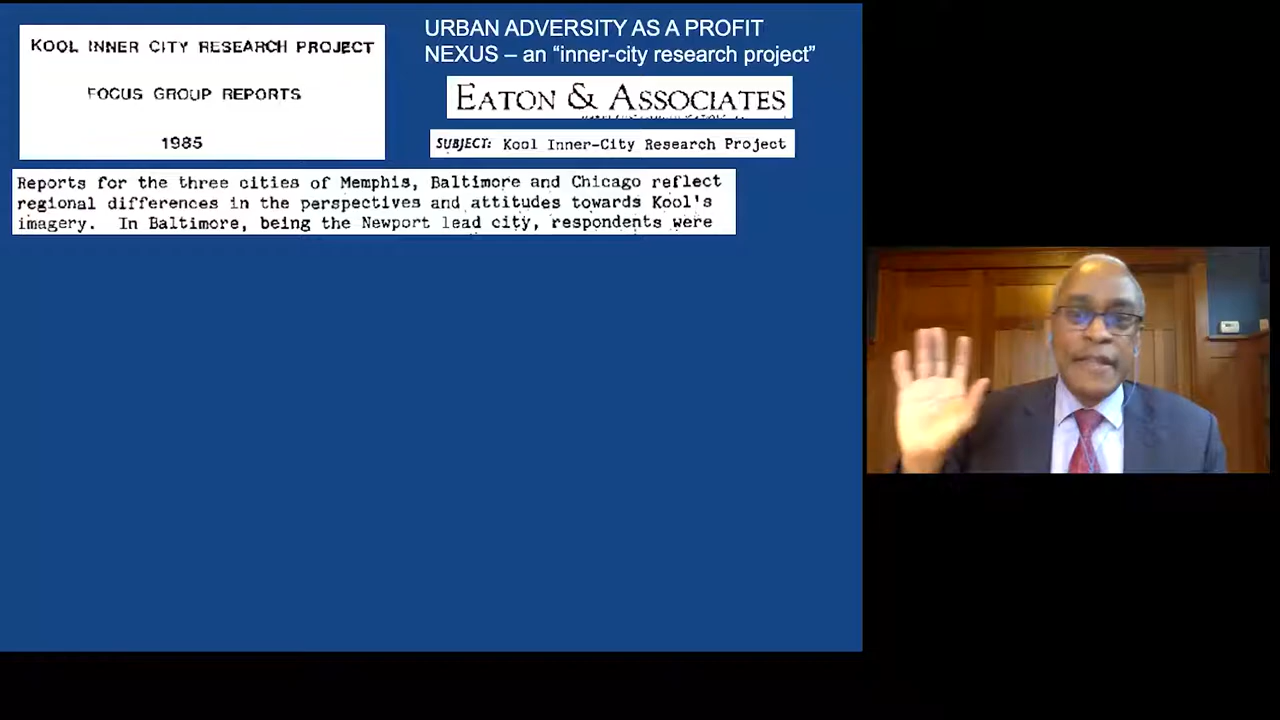 KOOL INNER CITY RESEARCH PROJECT
FOCUS GROUP REPORTS
1985
URBAN ADVERSITY AS A PROFIT
NEXUS – an “inner-city research project”
EATON & ASSOCIATES
SUBJECT: Kool Inner-City Research Project
Reports for the three cities of Memphis, Baltimore and Chicago reflect
regional differences in the perspectives and attitudes towards Kool's
imagery. In Baltimore, being the Newport lead city, respondents were